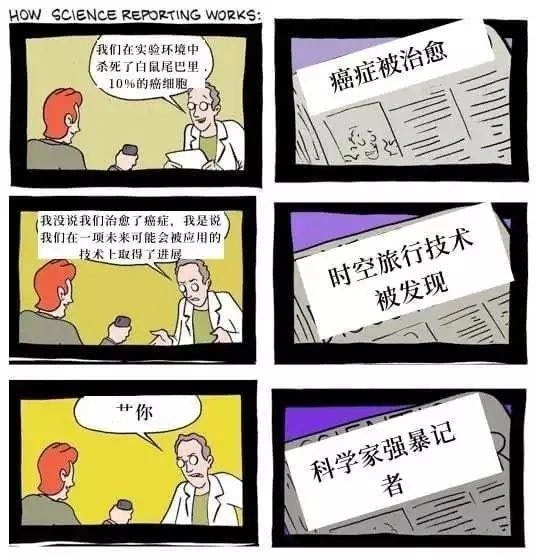 HOW SCIENCE REPORTING WORKS:
我们在实验环境中
杀死了白鼠尾巴里
10%的癌细胞
癌症被治愈
我没说我们治愈了癌症，我是说
我们在一项未来可能会被应用的
技术上取得了进展
时空旅行技术
被发现
艹你
科学家强暴记
者